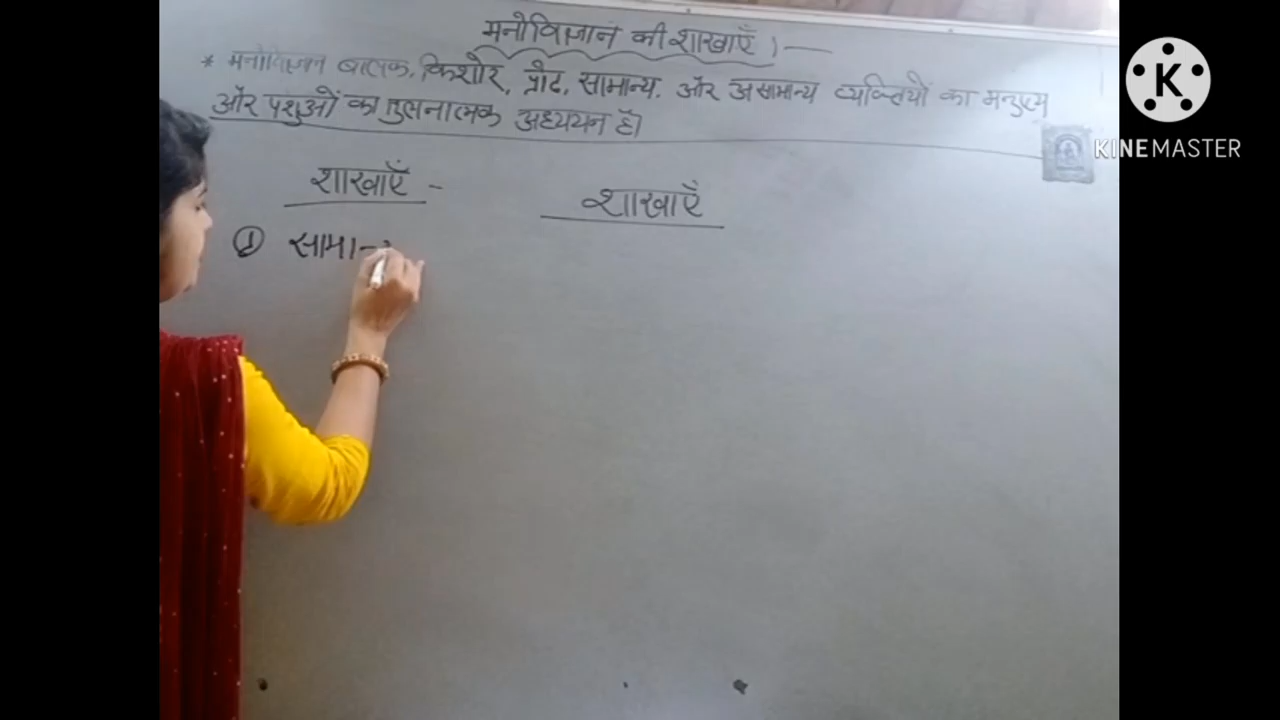 मनोविज्ञान की शाखाएँ :-
* मनोविज्ञान बालक, किशोर, प्रौढ, सामान्य, और असामान्य व्यक्तियों का मनुष्य
और पशुओं का तुलनात्मक अध्ययन है।
शाखाएँ -
शाखाएँ
① सामान
K
KINEMASTER